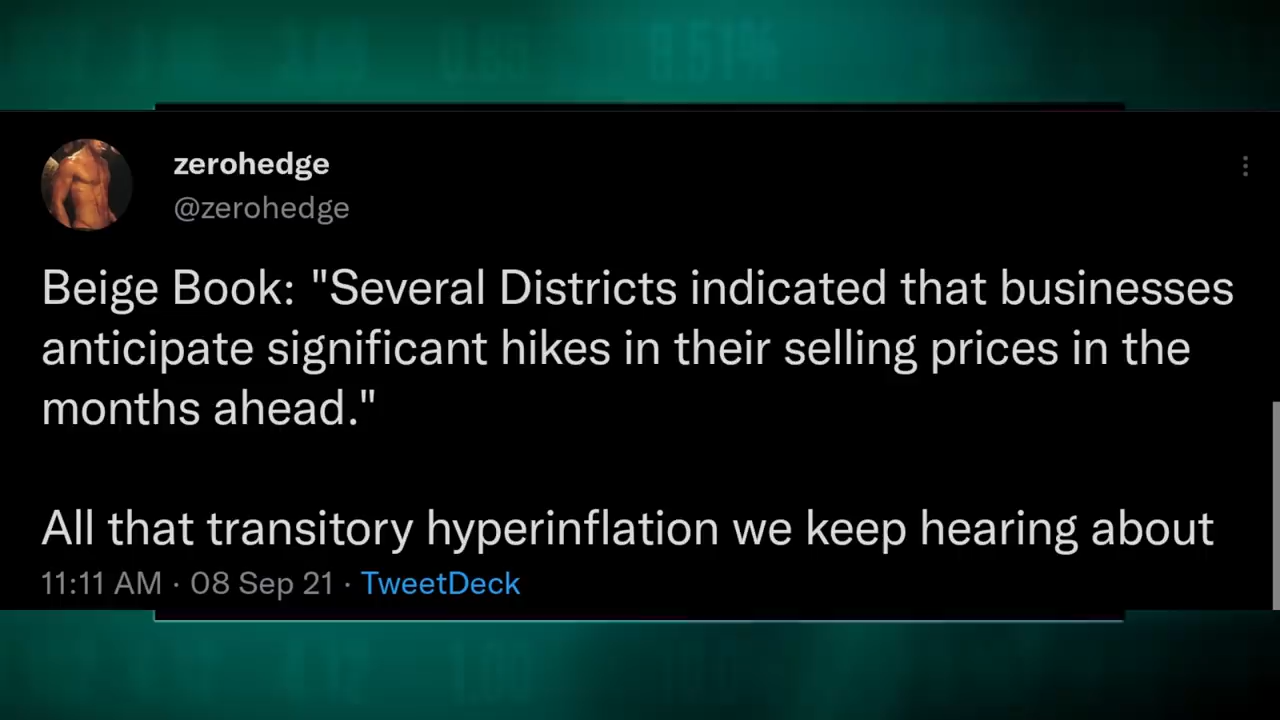 zerohedge
@zerohedge
Beige Book: "Several Districts indicated that businesses
anticipate significant hikes in their selling prices in the
months ahead."
All that transitory hyperinflation we keep hearing about
11:11 AM · 08 Sep 21 · TweetDeck